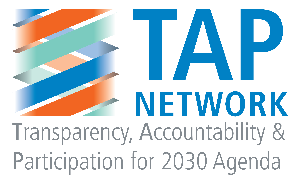 TAP
NETWORK
Transparency, Accountability &
Participation for 2030 Agenda